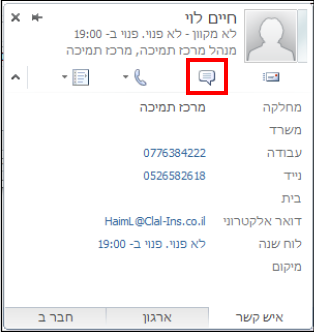 חיים לוי
לא מקוון - לא פנוי. פנוי ב- 19:00
מנהל מרכז תמיכה, מרכז תמיכה
מחלקה מרכז תמיכה
משרד
עבודה 0776384222
נייד 0526582618
בית
דואר אלקטרוני HaimL@Clal-Ins.co.il
לוח שנה לא פנוי. פנוי ב- 19:00
מיקום
איש קשר ארגון חבר ב